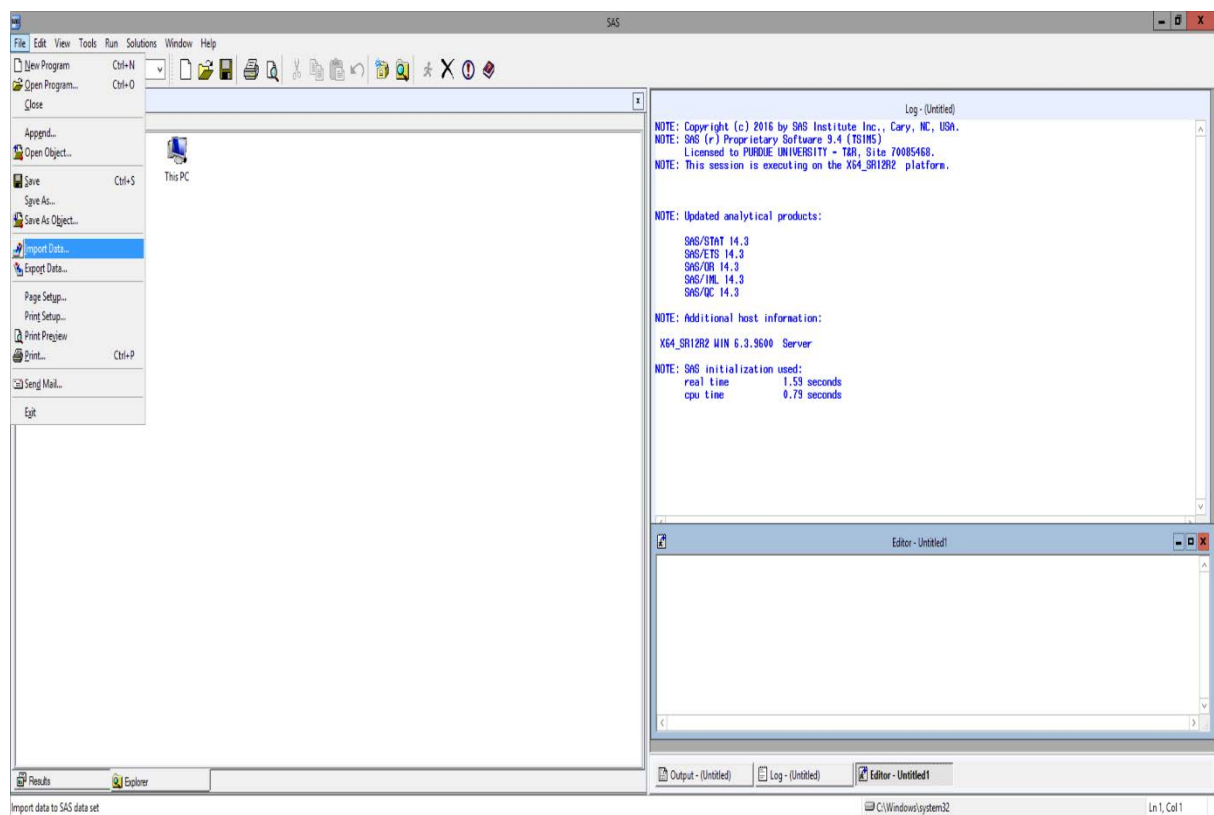 SAS
File Edit View Tools Run Solutions Window Help
New Program Ctrl+N
Open Program... Ctrl+O
Close
Append...
Open Object...
Save Ctrl+S
Save As...
Save As Object...
Import Data...
Export Data...
Page Setup...
Print Setup...
Print Preview
Print... Ctrl+P
Send Mail...
Exit
This PC
Results Explorer
Log - (Untitled)
NOTE: Copyright (c) 2016 by SAS Institute Inc., Cary, NC, USA.
NOTE: SAS (r) Proprietary Software 9.4 (TS1M5)
Licensed to PURDUE UNIVERSITY - T&R, Site 70085468.
NOTE: This session is executing on the X64_SR12R2 platform.
NOTE: Updated analytical products:
SAS/STAT 14.3
SAS/ETS 14.3
SAS/OR 14.3
SAS/IML 14.3
SAS/QC 14.3
NOTE: Additional host information:
X64_SR12R2 WIN 6.3.9600 Server
NOTE: SAS initialization used:
real time 1.59 seconds
cpu time 0.79 seconds
Editor - Untitled1
Output - (Untitled) Log - (Untitled) Editor - Untitled1
Import data to SAS data set C:\Windows\system32 Ln 1, Col 1